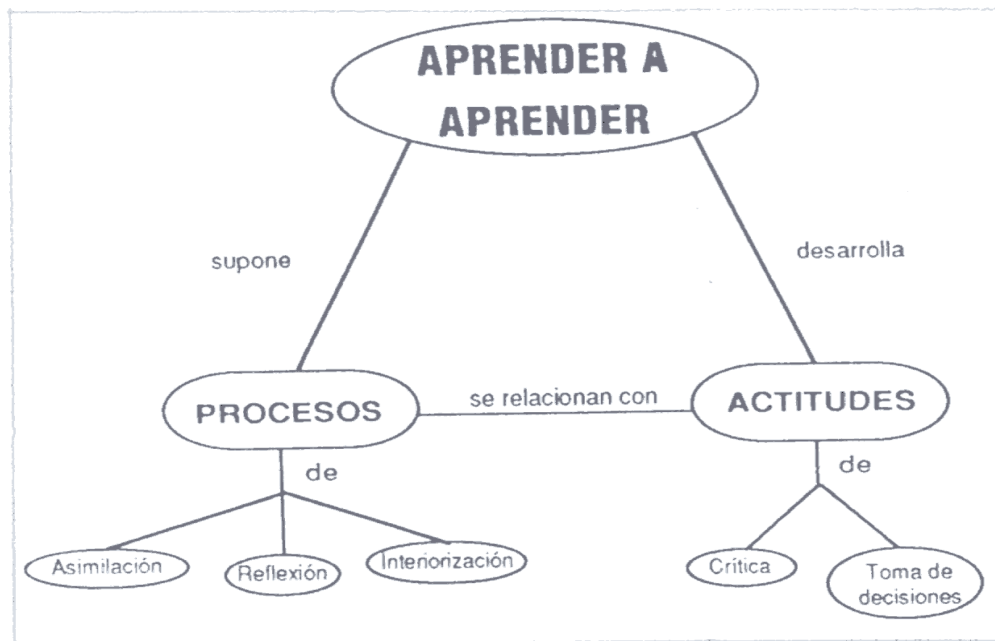 APRENDER A
APRENDER
supone
desarrolla
PROCESOS
se relacionan con
ACTITUDES
de
de
Asimilación
Reflexión
Interiorización
Crítica
Toma de
decisiones